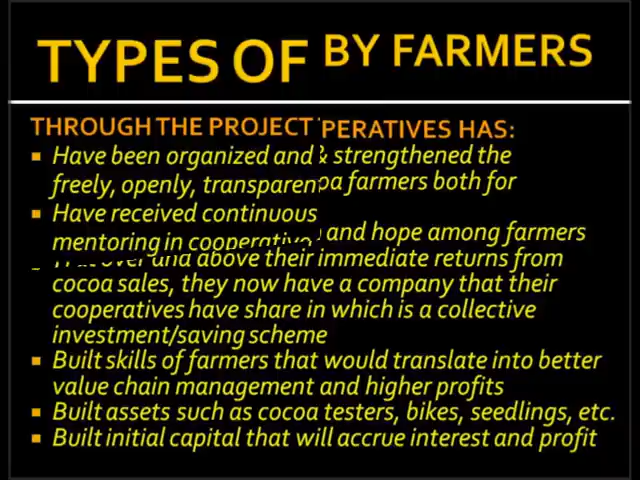 TYPES OF BY FARMERS
THROUGH THE PROJECT PERATIVES HAS:
Have been organized and & strengthened the
freely, openly, transparen oa farmers both for
Have received continuous
and hope among farmers
mentoring in cooperative
over and above their immediate returns from
cocoa sales, they now have a company that their
cooperatives have share in which is a collective
investment/saving scheme
Built skills of farmers that would translate into better
value chain management and higher profits
Built assets such as cocoa testers, bikes, seedlings, etc.
Built initial capital that will accrue interest and profit